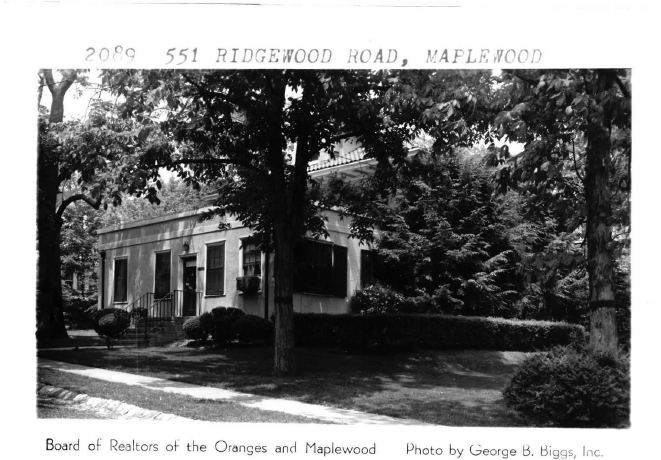 2089 551 RIDGEWOOD ROAD, MAPLEWOOD
Board of Realtors of the Oranges and Maplewood Photo by George B. Biggs, Inc.